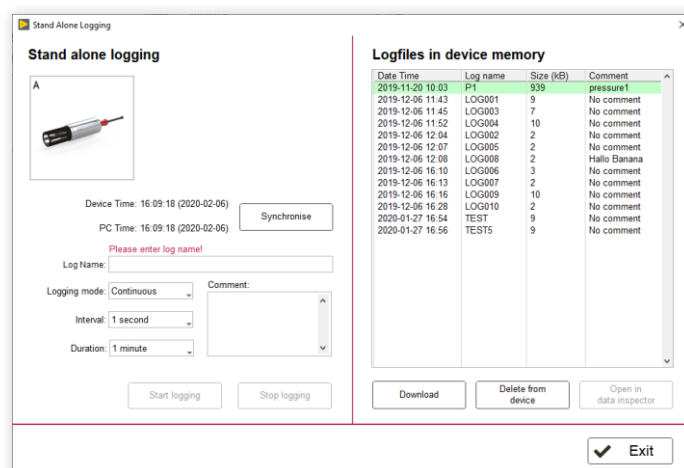 Stand Alone Logging
Stand alone logging
A
Device Time: 16:09:18 (2020-02-06)
PC Time: 16:09:18 (2020-02-06)
Synchronise
Please enter log name!
Log Name:
Logging mode: Continuous
Comment:
Interval: 1 second
Duration: 1 minute
Start logging
Stop logging
Logfiles in device memory
Date Time Log name Size (kB) Comment
2019-11-20 10:03 P1 939 pressure1
2019-12-06 11:43 LOG001 9 No comment
2019-12-06 11:45 LOG003 7 No comment
2019-12-06 11:52 LOG004 10 No comment
2019-12-06 12:04 LOG002 2 No comment
2019-12-06 12:07 LOG005 2 No comment
2019-12-06 12:08 LOG008 2 Hallo Banana
2019-12-06 16:10 LOG006 3 No comment
2019-12-06 16:13 LOG007 2 No comment
2019-12-06 16:16 LOG009 10 No comment
2019-12-06 16:28 LOG010 2 No comment
2020-01-27 16:54 TEST 9 No comment
2020-01-27 16:56 TEST5 9 No comment
Download
Delete from
device
Open in
data inspector
Exit